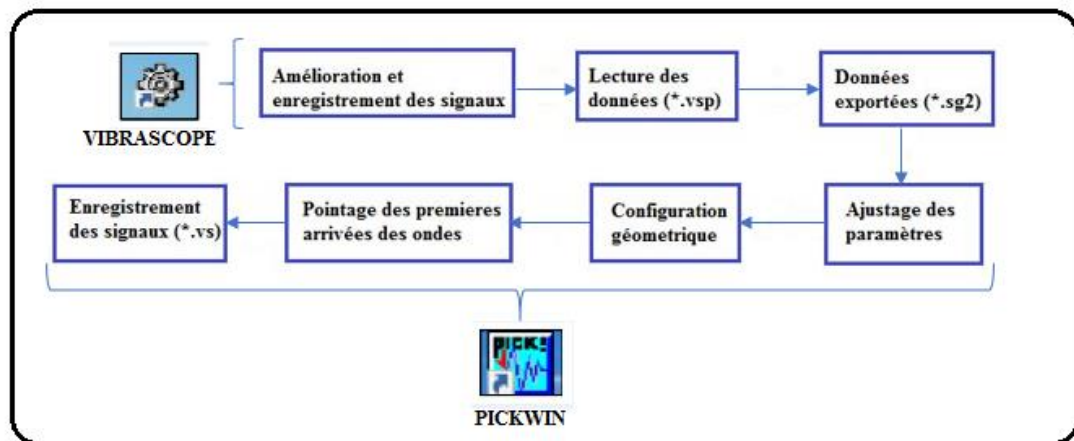 VIBRASCOPE
Amélioration et
enregistrement des signaux
Lecture des
données (*.vsp)
Données
exportées (*.sg2)
Ajustage des
paramètres
Configuration
géometrique
Pointage des premieres
arrivées des ondes
Enregistrement
des signaux (*.vs)
PICK!
PICKWIN